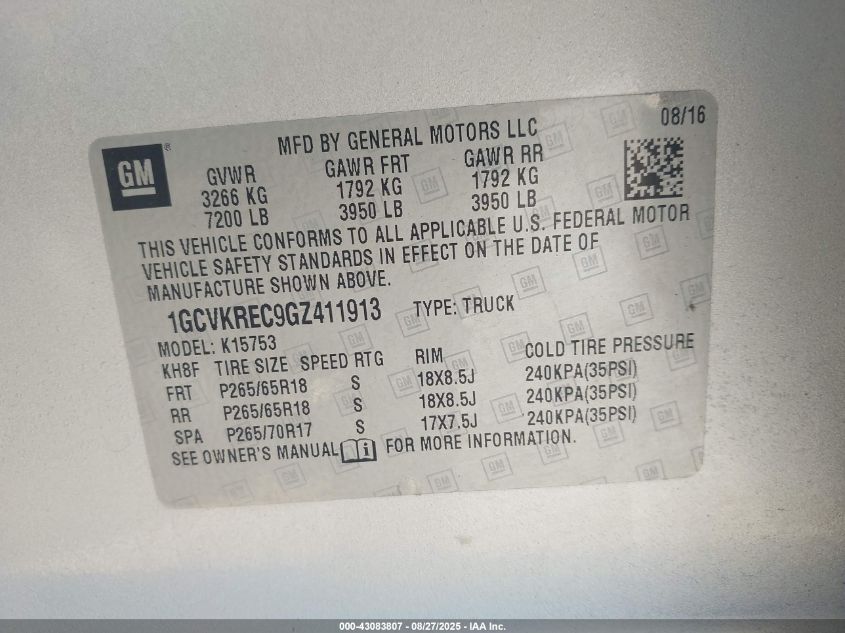 MFD BY GENERAL MOTORS LLC 08/16
GM® GVWR GAWR FRT GAWR RR
3266 KG 1792 KG 1792 KG
7200 LB 3950 LB 3950 LB
THIS VEHICLE CONFORMS TO ALL APPLICABLE U.S. FEDERAL MOTOR
VEHICLE SAFETY STANDARDS IN EFFECT ON THE DATE OF
MANUFACTURE SHOWN ABOVE.
1GCVKREC9GZ411913 TYPE: TRUCK
MODEL: K15753
KH8F TIRE SIZE SPEED RTG RIM COLD TIRE PRESSURE
FRT P265/65R18 S 18X8.5J 240KPA(35PSI)
RR P265/65R18 S 18X8.5J 240KPA(35PSI)
SPA P265/70R17 S 17X7.5J 240KPA(35PSI)
SEE OWNER'S MANUAL i FOR MORE INFORMATION.
000-43083807 - 08/27/2025 - IAA Inc.